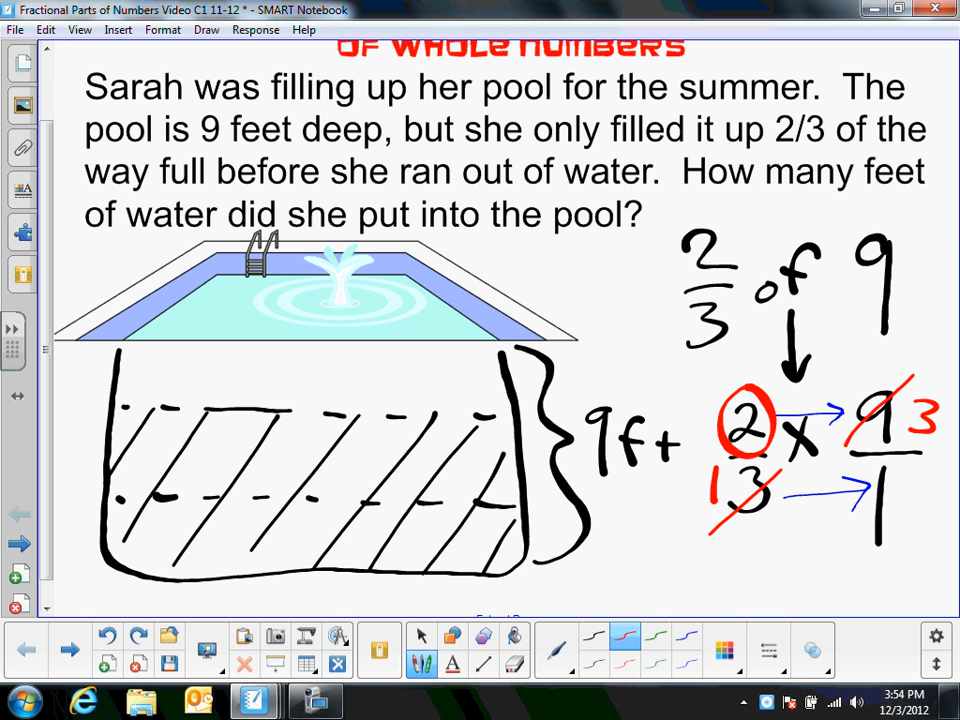 Fractional Parts of Numbers Video C1 11-12 * - SMART Notebook
File Edit View Insert Format Draw Response Help
OF WHOLE NUMBERS
Sarah was filling up her pool for the summer. The
pool is 9 feet deep, but she only filled it up 2/3 of the
way full before she ran out of water. How many feet
of water did she put into the pool?
2/3 of 9
9ft
2/3 x 9/1
1 3
3:54 PM
12/3/2012